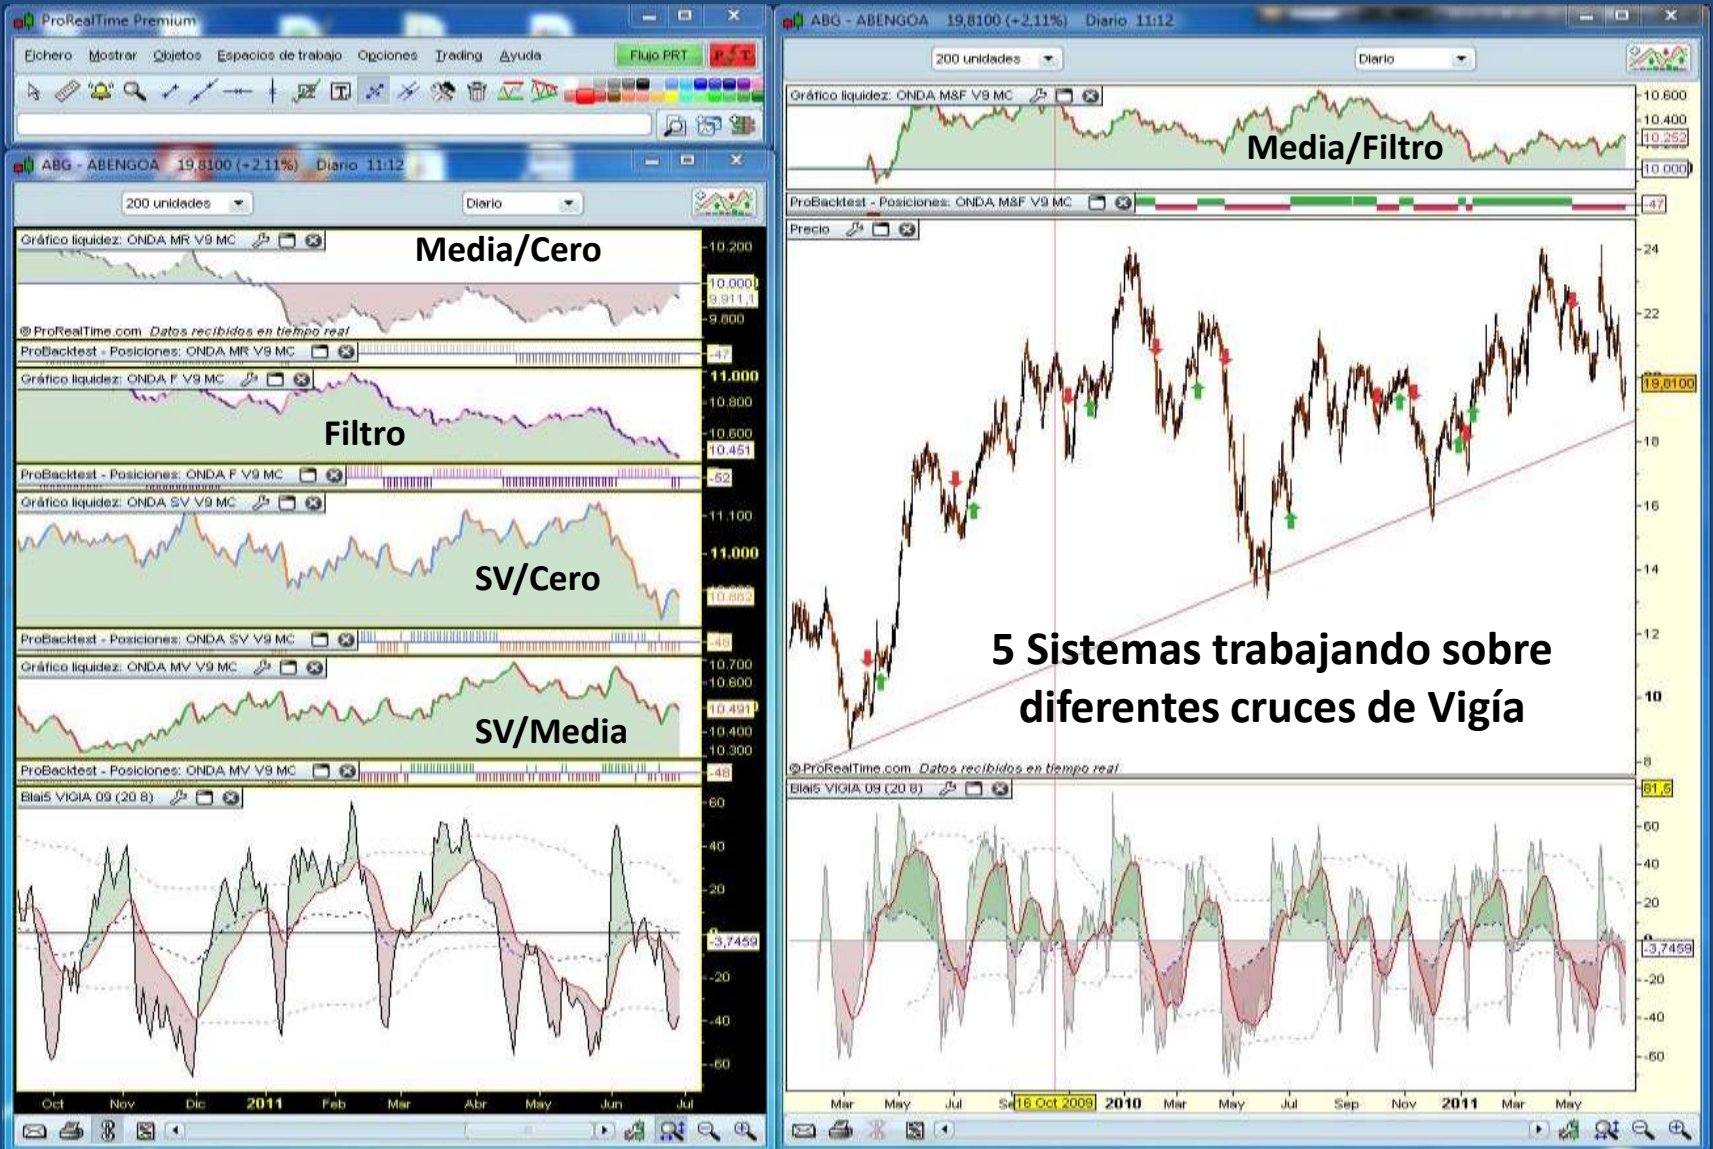 ProRealTime Premium
Fichero Mostrar Objetos Espacios de trabajo Opciones Trading Ayuda
Flujo PRT
ABG - ABENGOA 19,8100 (+2,11%) Diario 11:12
200 unidades
Diario
Gráfico liquidez: ONDA MR V9 MC
Media/Cero
10.200
10.000
9.911,1
9.800
© ProRealTime.com Datos recibidos en tiempo real
ProBacktest - Posiciones: ONDA MR V9 MC
-47
Gráfico liquidez: ONDA F V9 MC
Filtro
11.000
10.800
10.600
10.451
ProBacktest - Posiciones: ONDA F V9 MC
-52
Gráfico liquidez: ONDA SV V9 MC
SV/Cero
11.100
11.000
10.882
ProBacktest - Posiciones: ONDA SV V9 MC
-48
Gráfico liquidez: ONDA MV V9 MC
SV/Media
10.700
10.600
10.491
10.400
10.300
ProBacktest - Posiciones: ONDA MV V9 MC
-48
Blai5 VIGIA 09 (20 8)
60
40
20
0
-3,7459
-20
-40
-60
Oct Nov Dic 2011 Feb Mar Abr May Jun Jul
ABG - ABENGOA 19,8100 (+2,11%) Diario 11:12
200 unidades
Diario
Gráfico liquidez: ONDA M&F V9 MC
Media/Filtro
10.600
10.400
10.252
10.000
ProBacktest - Posiciones: ONDA M&F V9 MC
-47
Precio
24
22
19,8100
18
16
14
12
10
8
5 Sistemas trabajando sobre
diferentes cruces de Vigía
© ProRealTime.com Datos recibidos en tiempo real
Blai5 VIGIA 09 (20 8)
81,5
60
40
20
-3,7459
-20
-40
-60
Mar May Jul 16 Oct 2009 2010 Mar May Jul Sep Nov 2011 Mar May